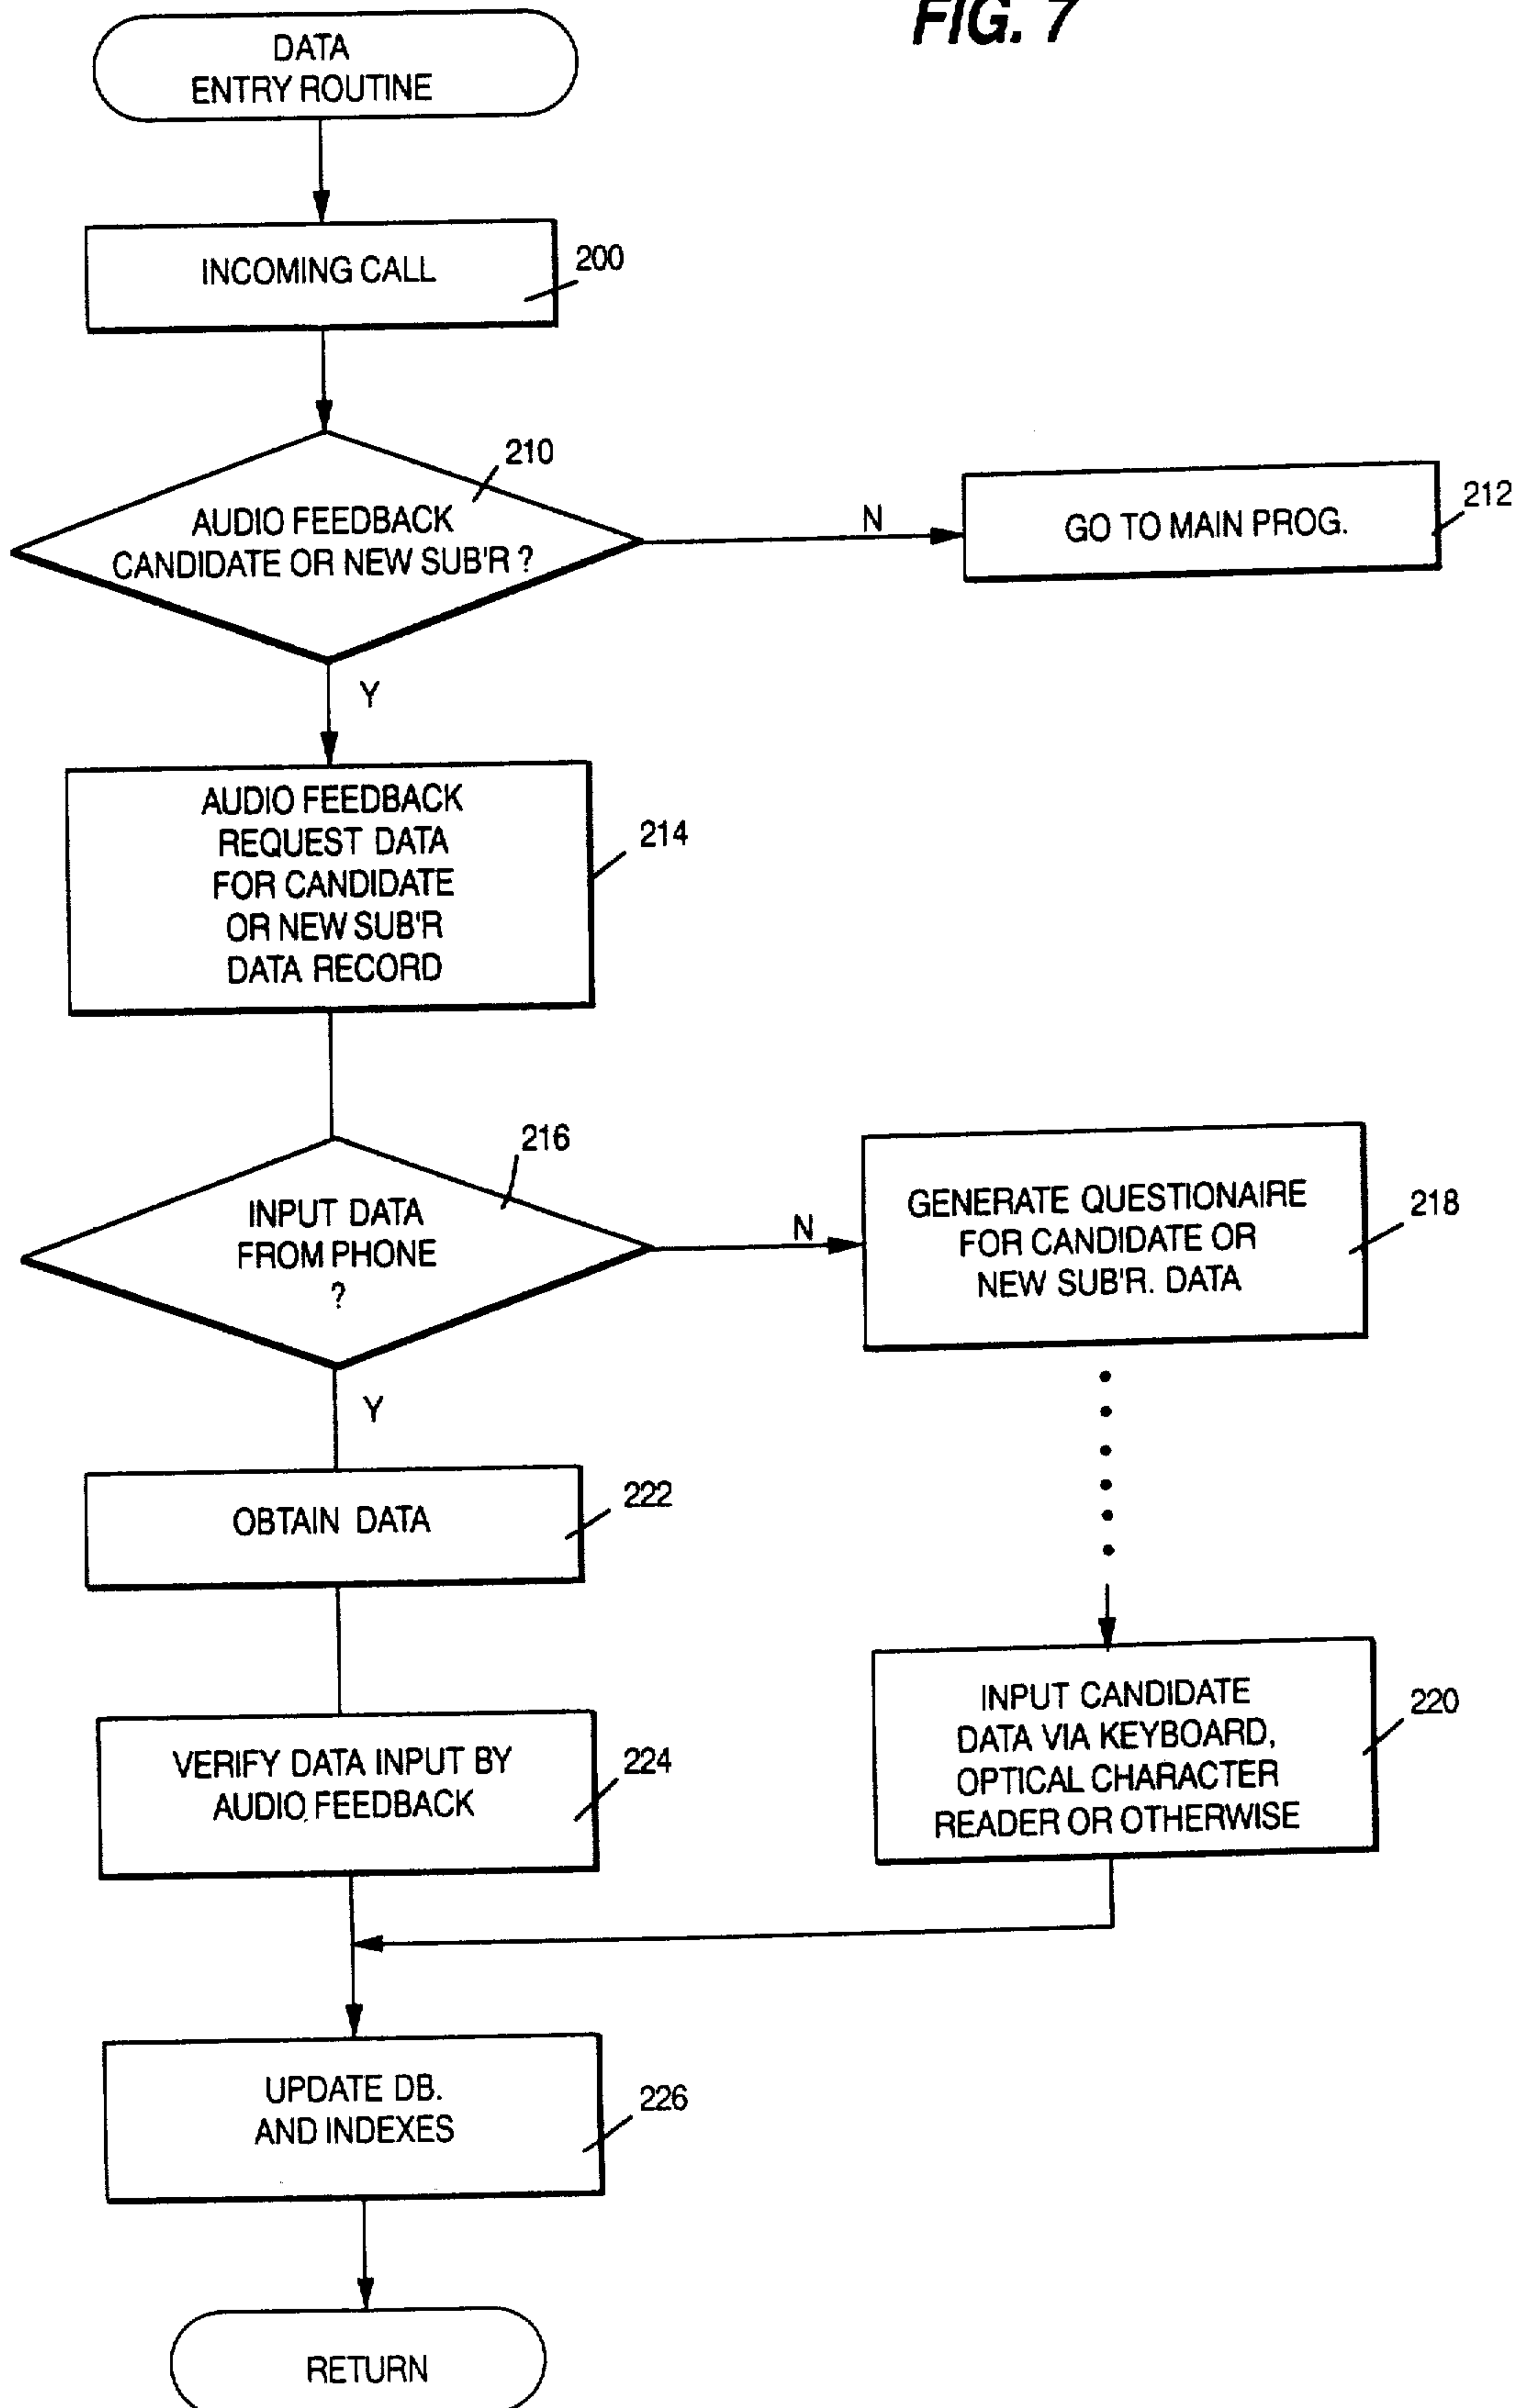 FIG. 7
DATA
ENTRY ROUTINE
INCOMING CALL
200
210
AUDIO FEEDBACK
CANDIDATE OR NEW SUB'R ?
N
GO TO MAIN PROG.
212
Y
AUDIO FEEDBACK
REQUEST DATA
FOR CANDIDATE
OR NEW SUB'R
DATA RECORD
214
216
INPUT DATA
FROM PHONE
?
N
GENERATE QUESTIONAIRE
FOR CANDIDATE OR
NEW SUB'R. DATA
218
Y
OBTAIN DATA
222
INPUT CANDIDATE
DATA VIA KEYBOARD,
OPTICAL CHARACTER
READER OR OTHERWISE
220
VERIFY DATA INPUT BY
AUDIO FEEDBACK
224
UPDATE DB.
AND INDEXES
226
RETURN